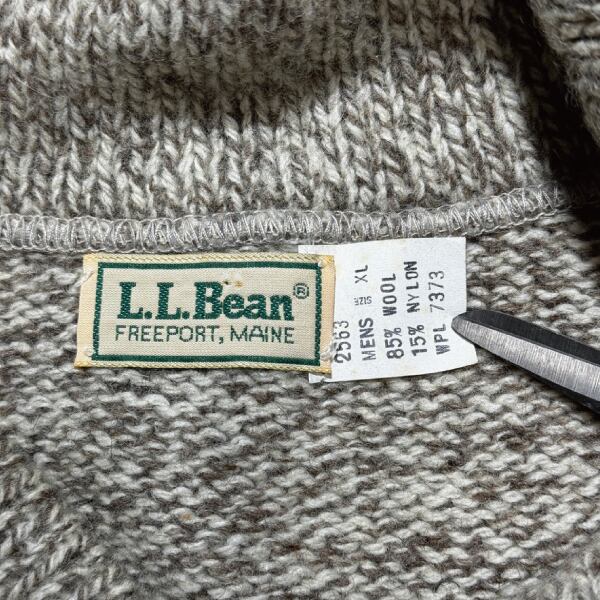 L.L.Bean®
FREEPORT, MAINE
2563
MENS SIZE XL
85% WOOL
15% NYLON
WPL 7373